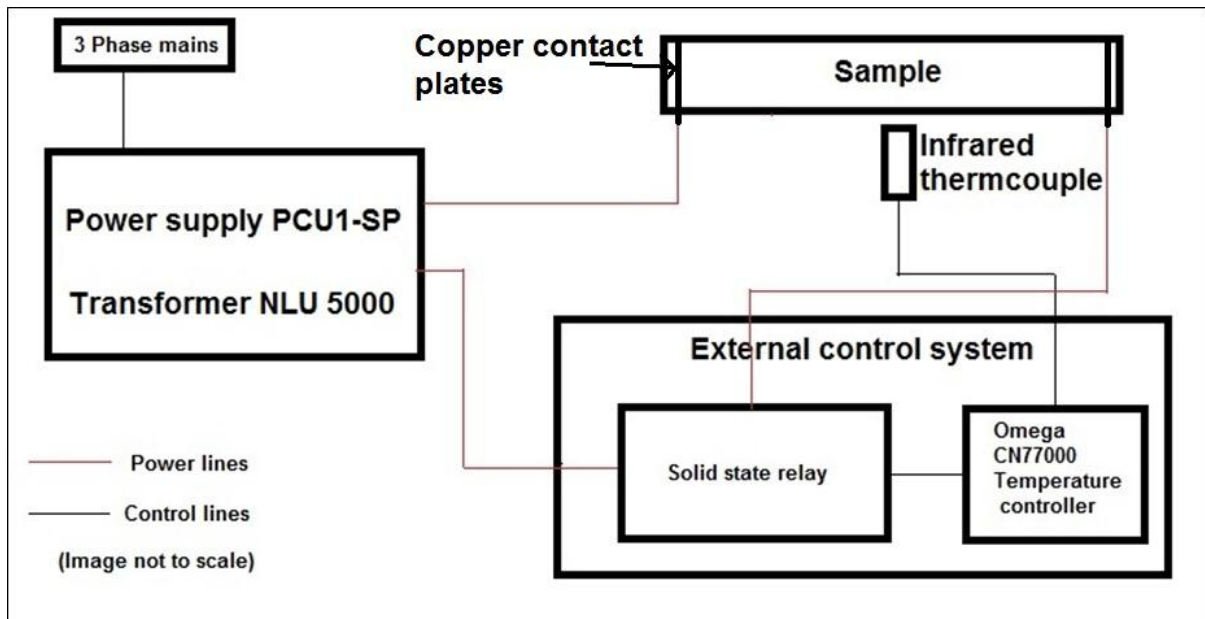 3 Phase mains
Copper contact
plates
Sample
Infrared
thermcouple
Power supply PCU1-SP
Transformer NLU 5000
External control system
Solid state relay
Omega
CN77000
Temperature
controller
Power lines
Control lines
(Image not to scale)